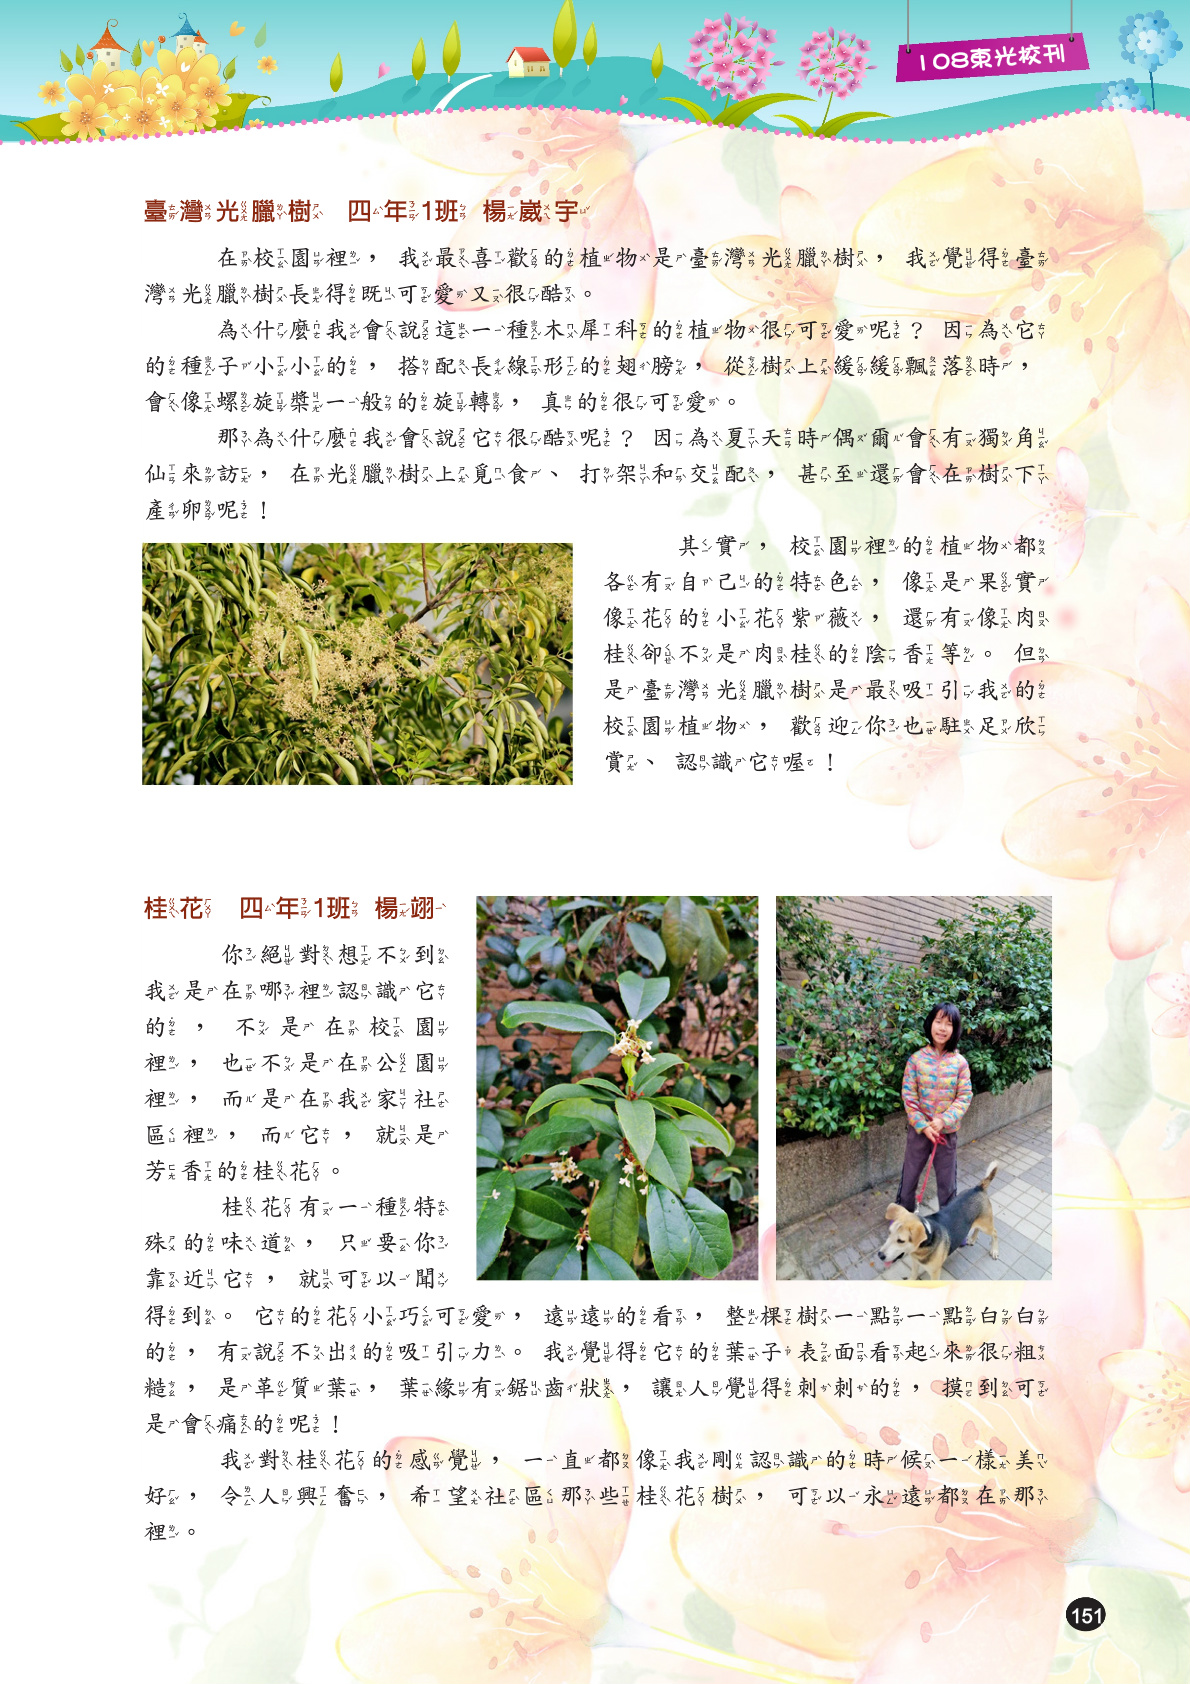 108東光校刊
臺灣光臘樹 四年1班 楊崴宇
在校園裡，我最喜歡的植物是臺灣光臘樹，我覺得臺
灣光臘樹長得既可愛又很酷。
為什麼我會說這一種木犀科的植物很可愛呢？因為它
的種子小小的，搭配長線形的翅膀，從樹上緩緩飄落時，
會像螺旋槳一般的旋轉，真的很可愛。
那為什麼我會說它很酷呢？因為夏天時偶爾會有獨角
仙來訪，在光臘樹上覓食、打架和交配，甚至還會在樹下
產卵呢！
其實，校園裡的植物都
各有自己的特色，像是果實
像花的小花紫薇，還有像肉
桂卻不是肉桂的陰香等。但
是臺灣光臘樹是最吸引我的
校園植物，歡迎你也駐足欣
賞、認識它喔！
桂花 四年1班 楊翊
你絕對想不到
我是在哪裡認識它
的，不是在校園
裡，也不是在公園
裡，而是在我家社
區裡，而它，就是
芳香的桂花。
桂花有一種特
殊的味道，只要你
靠近它，就可以聞
得到。它的花小巧可愛，遠遠的看，整棵樹一點一點白白
的，有說不出的吸引力。我覺得它的葉子表面看起來很粗
糙，是革質葉，葉緣有鋸齒狀，讓人覺得刺刺的，摸到可
是會痛的呢！
我對桂花的感覺，一直都像我剛認識的時候一樣美
好，令人興奮，希望社區那些桂花樹，可以永遠都在那
裡。
151